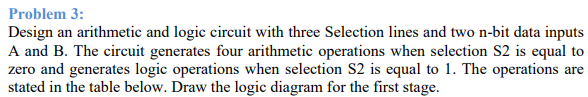 Problem 3:
Design an arithmetic and logic circuit with three Selection lines and two n-bit data inputs
A and B. The circuit generates four arithmetic operations when selection S2 is equal to
zero and generates logic operations when selection S2 is equal to 1. The operations are
stated in the table below. Draw the logic diagram for the first stage.